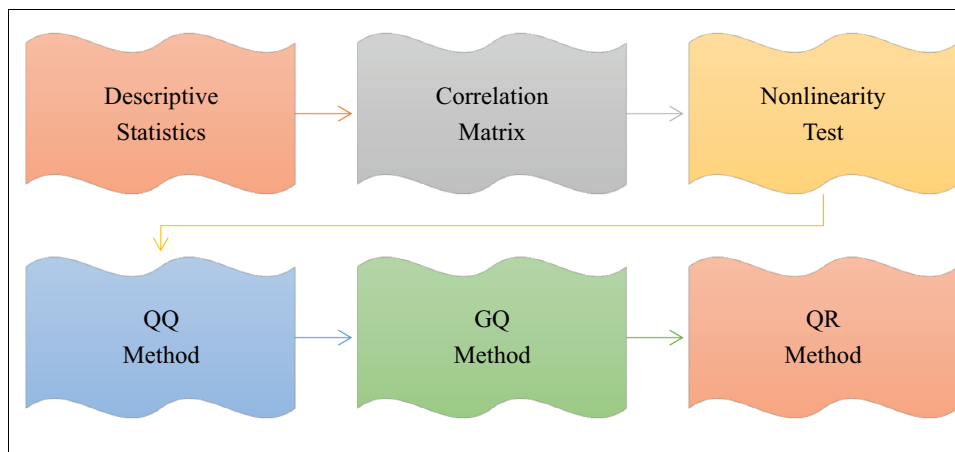 Descriptive
Statistics
Correlation
Matrix
Nonlinearity
Test
QQ
Method
GQ
Method
QR
Method